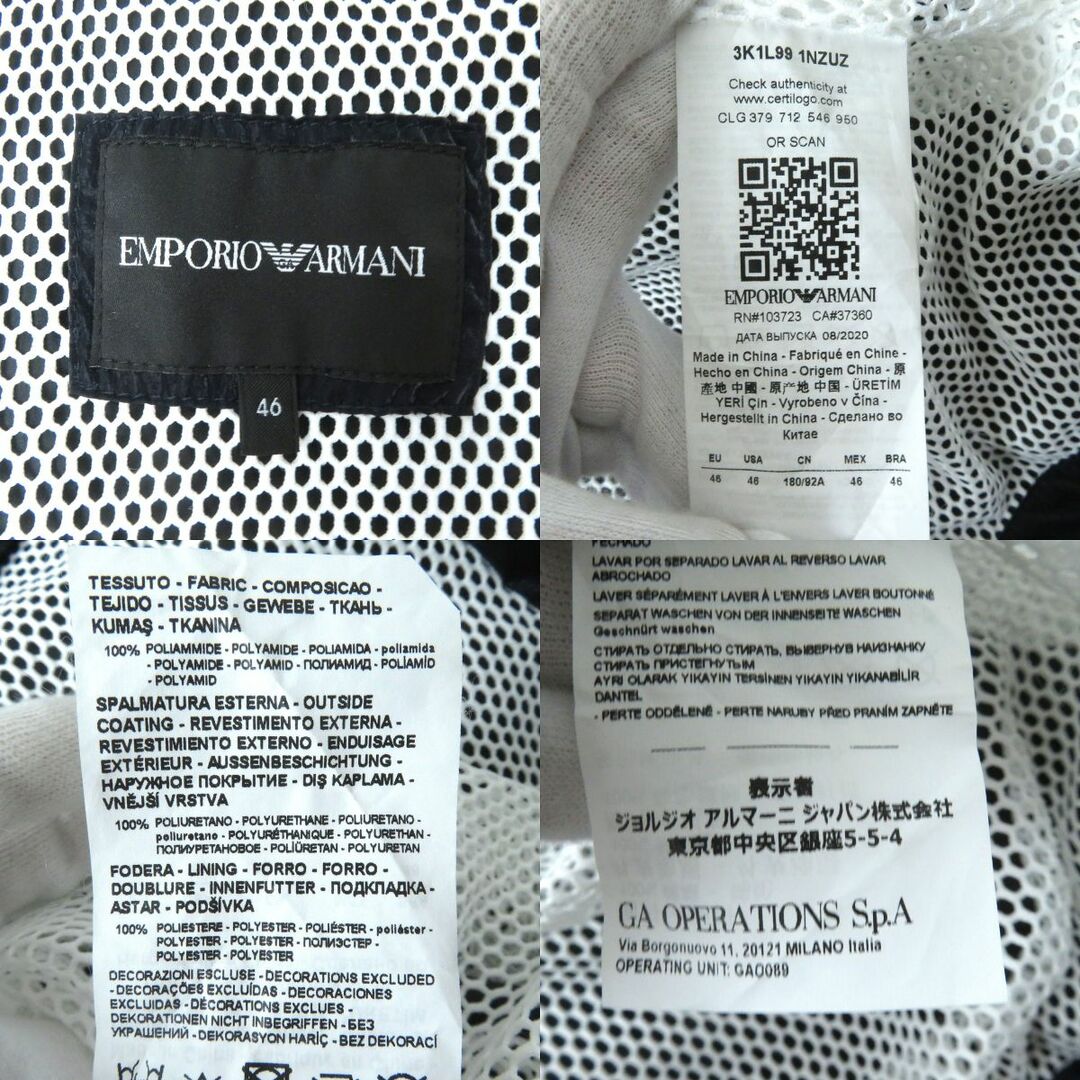 EMPORIO ARMANI
46
3K1L99 1NZUZ
Check authenticity at
www.certilogo.com
CLG 379 712 546 950
OR SCAN
EMPORIO ARMANI
RN#103723 CA#37360
ДАТА ВЫПУСКА 08/2020
Made in China - Fabriqué en Chine -
Hecho en China - Origem China - 原
產地 中國 - 原产地 中国 - ÜRETİM
YERİ Çin - Vyrobeno v Čína -
Hergestellt in China - Сделано во
Китае
EU USA CN MEX BRA
46 46 180/92A 46 46
TESSUTO - FABRIC - COMPOSICAO -
TEJIDO - TISSUS - GEWEBE - ТКАНЬ -
KUMAŞ - TKANINA
100% POLIAMMIDE - POLYAMIDE - POLIAMIDA - poliamida
- POLYAMIDE - POLYAMID - ПОЛИАМИД - POLİAMİD
- POLYAMID
SPALMATURA ESTERNA - OUTSIDE
COATING - REVESTIMENTO EXTERNA -
REVESTIMIENTO EXTERNO - ENDUISAGE
EXTÉRIEUR - AUSSENBESCHICHTUNG -
НАРУЖНОЕ ПОКРЫТИЕ - DIŞ KAPLAMA -
VNĚJŠÍ VRSTVA
100% POLIURETANO - POLYURETHANE - POLIURETANO -
poliuretano - POLYURÉTHANIQUE - POLYURETHAN -
ПОЛИУРЕТАНОВОЕ - POLİÜRETAN - POLYURETAN
FODERA - LINING - FORRO - FORRO -
DOUBLURE - INNENFUTTER - ПОДКЛАДКА -
ASTAR - PODŠÍVKA
100% POLIESTERE - POLYESTER - POLIÉSTER - poliéster -
POLYESTER - POLYESTER - ПОЛИЭСТЕР -
POLYESTER - POLYESTER
DECORAZIONI ESCLUSE - DECORATIONS EXCLUDED
- DECORAÇÕES EXCLUÍDAS - DECORACIONES
EXCLUIDAS - DÉCORATIONS EXCLUES -
DEKORATIONEN NICHT INBEGRIFFEN - БЕЗ
УКРАШЕНИЙ - DEKORASYON HARİÇ - BEZ DEKORACÍ
FECHADO
LAVAR POR SEPARADO LAVAR AL REVERSO LAVAR
ABROCHADO
LAVER SÉPARÉMENT LAVER À L'ENVERS LAVER BOUTONNÉ
SEPARAT WASCHEN VON DER INNENSEITE WASCHEN
Geschnürt waschen
СТИРАТЬ ОТДЕЛЬНО СТИРАТЬ, ВЫВЕРНУВ НАИЗНАНКУ
СТИРАТЬ ПРИСТЕГНУТЫМ
AYRI OLARAK YIKAYIN TERSİNEN YIKAYIN YIKANABİLİR
DANTEL
- PERTE ODDĚLENĚ - PERTE NARUBY PŘED PRANÍM ZAPNĚTE
表示者
ジョルジオ アルマーニ ジャパン株式会社
東京都中央区銀座5-5-4
GA OPERATIONS S.p.A
Via Borgonuovo 11, 20121 MILANO Italia
OPERATING UNIT: GAO089